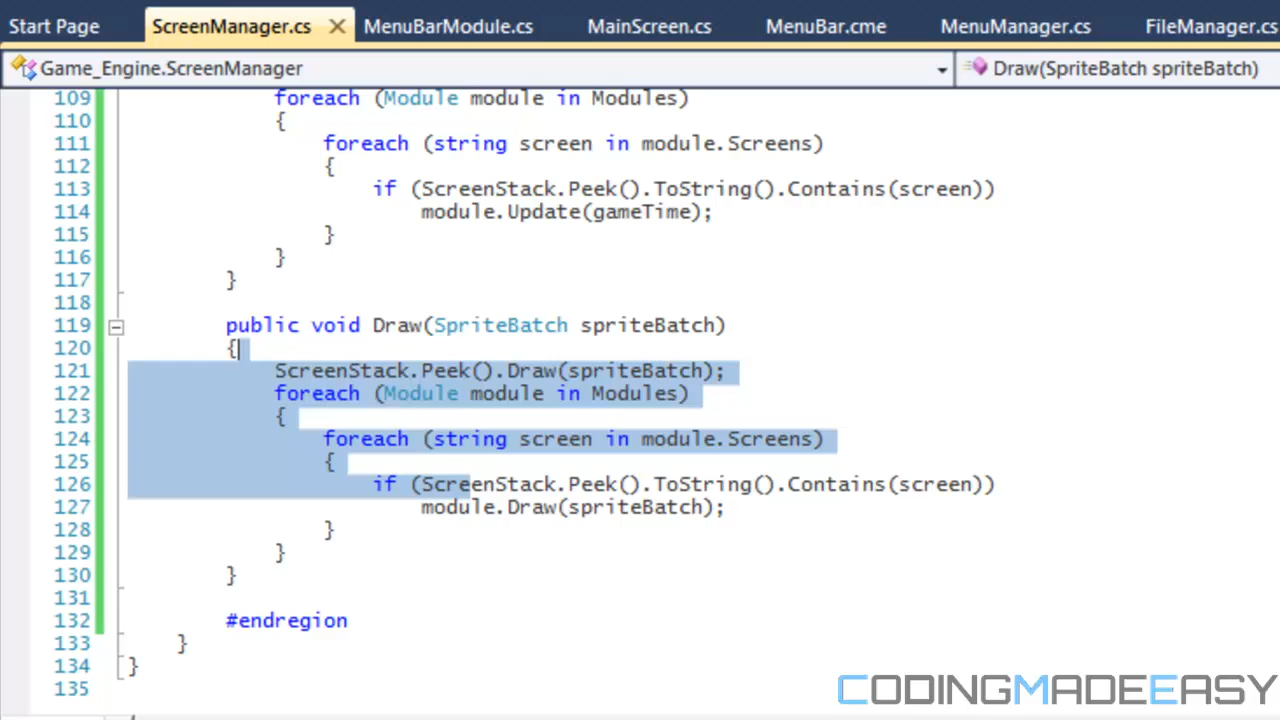 Start Page ScreenManager.cs MenuBarModule.cs MainScreen.cs MenuBar.cme MenuManager.cs FileManager.cs
Game_Engine.ScreenManager Draw(SpriteBatch spriteBatch)
109 foreach (Module module in Modules)
110 {
111 foreach (string screen in module.Screens)
112 {
113 if (ScreenStack.Peek().ToString().Contains(screen))
114 module.Update(gameTime);
115 }
116 }
117 }
118
119 public void Draw(SpriteBatch spriteBatch)
120 {
121 ScreenStack.Peek().Draw(spriteBatch);
122 foreach (Module module in Modules)
123 {
124 foreach (string screen in module.Screens)
125 {
126 if (ScreenStack.Peek().ToString().Contains(screen))
127 module.Draw(spriteBatch);
128 }
129 }
130 }
131
132 #endregion
133 }
134 }
135
CODINGMADEEASY